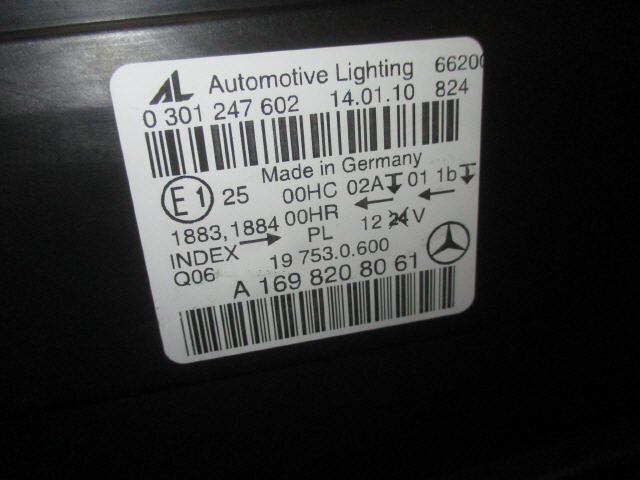 AL Automotive Lighting 66200
0 301 247 602 14.01.10 824
Made in Germany
E1 25 00HC 02A 01 1b
1883,1884 → 00HR ← ←
INDEX PL 12 24 V
Q06 19 753.0.600
A 169 820 80 61